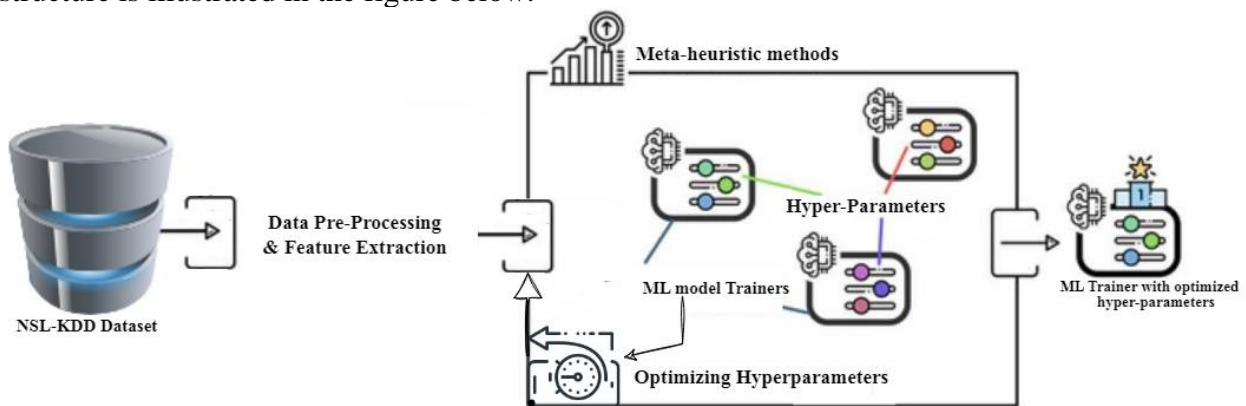 structure is illustrated in the figure below.
Meta-heuristic methods
Data Pre-Processing
& Feature Extraction
Hyper-Parameters
1
ML model Trainers
ML Trainer with optimized
hyper-parameters
NSL-KDD Dataset
Optimizing Hyperparameters